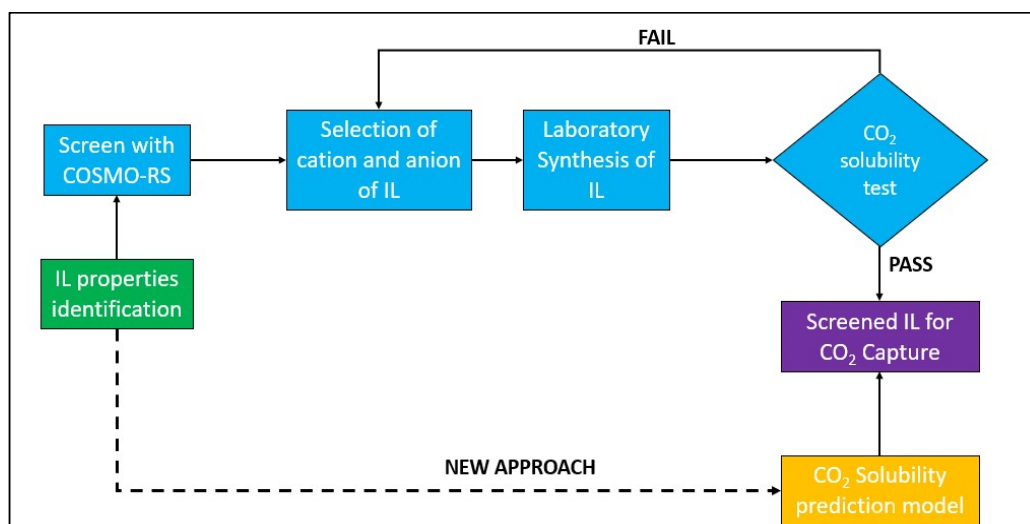 FAIL
Screen with
COSMO-RS
Selection of
cation and anion
of IL
Laboratory
Synthesis of
IL
CO₂
solubility
test
PASS
IL properties
identification
Screened IL for
CO₂ Capture
NEW APPROACH
CO₂ Solubility
prediction model